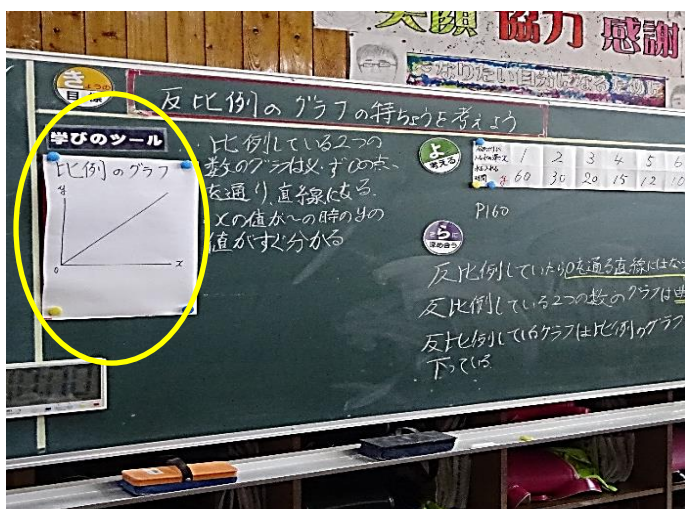 笑顔 協力 感謝
き
目標
反比例のグラフの特ちょうを考えよう
学びのツール
比例のグラフ
y
0
x
・比例している2つの
数のグラフは必ず0の点
を通り、直線になる。
・xの値が〜の時のyの
値がすぐ分かる
よ
考える
1 2 3 4 5 6
60 30 20 15 12 10
P160
さらに
深め合う
反比例していたら0を通る直線にはなら
反比例している2つの数のグラフは曲
反比例しているグラフは比例のグラフ
下っている